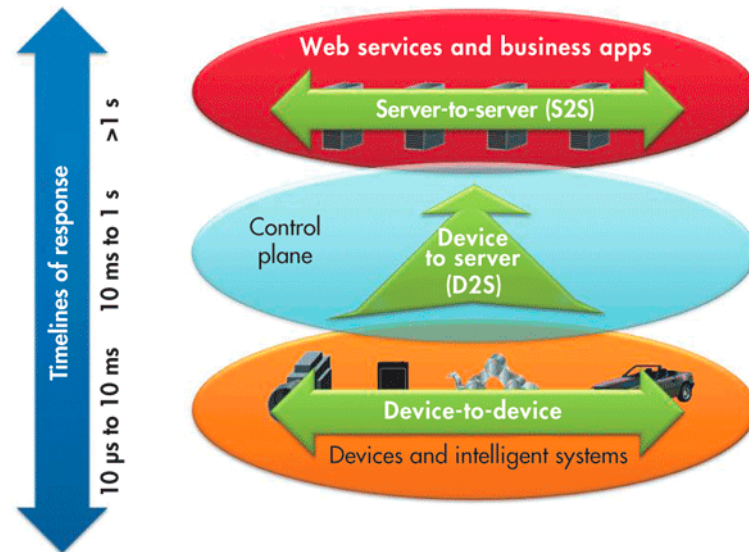 Timelines of response
>1 s
10 ms to 1 s
10 µs to 10 ms
Web services and business apps
Server-to-server (S2S)
Control
plane
Device
to server
(D2S)
Device-to-device
Devices and intelligent systems